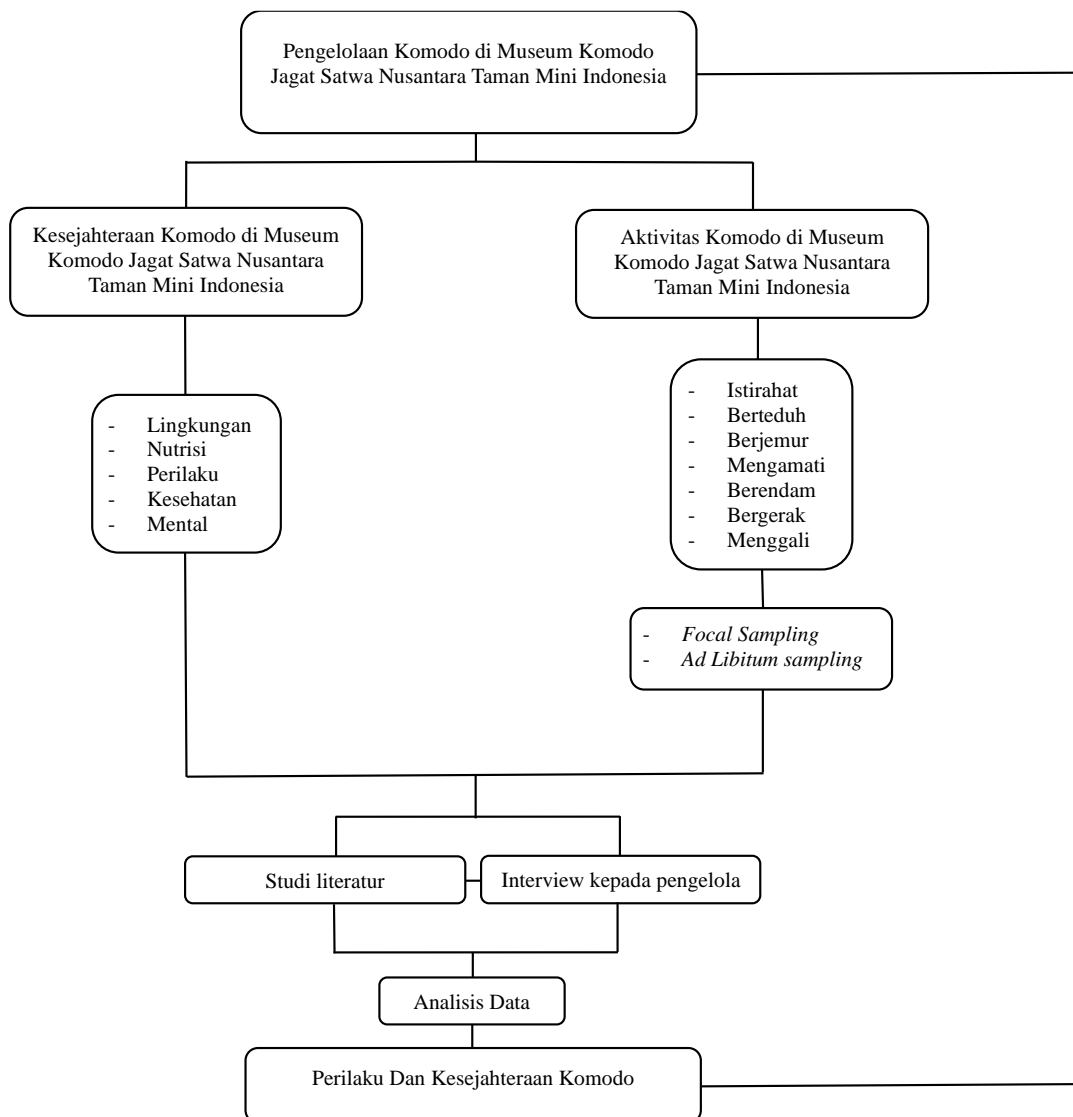 Pengelolaan Komodo di Museum Komodo
Jagat Satwa Nusantara Taman Mini Indonesia
Kesejahteraan Komodo di Museum
Komodo Jagat Satwa Nusantara
Taman Mini Indonesia
Aktivitas Komodo di Museum
Komodo Jagat Satwa Nusantara
Taman Mini Indonesia
- Lingkungan
- Nutrisi
- Perilaku
- Kesehatan
- Mental
- Istirahat
- Berteduh
- Berjemur
- Mengamati
- Berendam
- Bergerak
- Menggali
- Focal Sampling
- Ad Libitum sampling
Studi literatur
Interview kepada pengelola
Analisis Data
Perilaku Dan Kesejahteraan Komodo